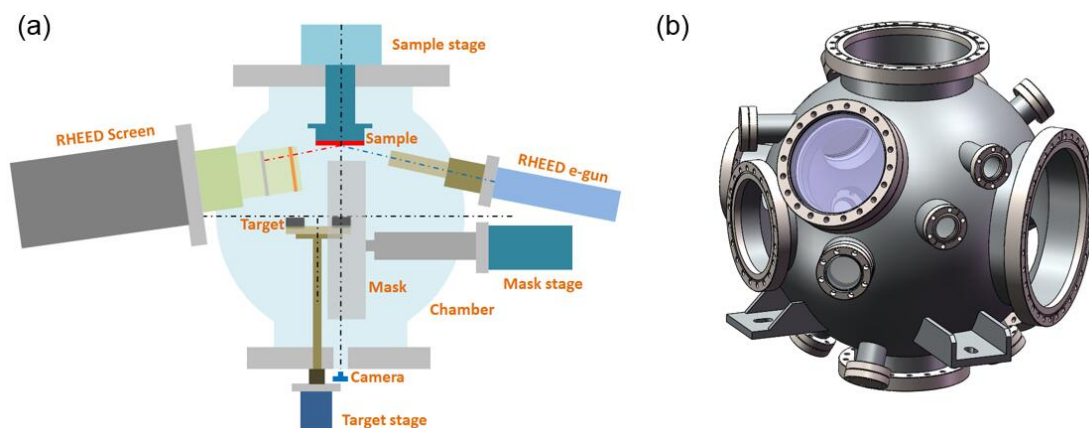 (a)
(b)
Sample stage
RHEED Screen
Sample
RHEED e-gun
Target
Mask
Mask stage
Chamber
Camera
Target stage